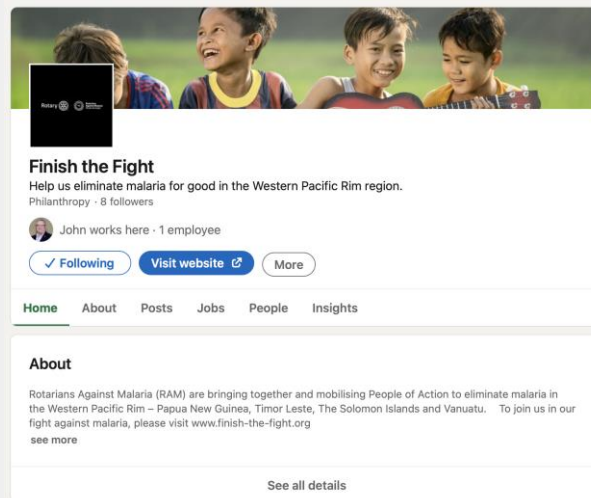 Rotary
Finish the Fight
Help us eliminate malaria for good in the Western Pacific Rim region.
Philanthropy · 8 followers
John works here · 1 employee
✓ Following
Visit website
More
Home About Posts Jobs People Insights
About
Rotarians Against Malaria (RAM) are bringing together and mobilising People of Action to eliminate malaria in
the Western Pacific Rim – Papua New Guinea, Timor Leste, The Solomon Islands and Vanuatu. To join us in our
fight against malaria, please visit www.finish-the-fight.org
see more
See all details